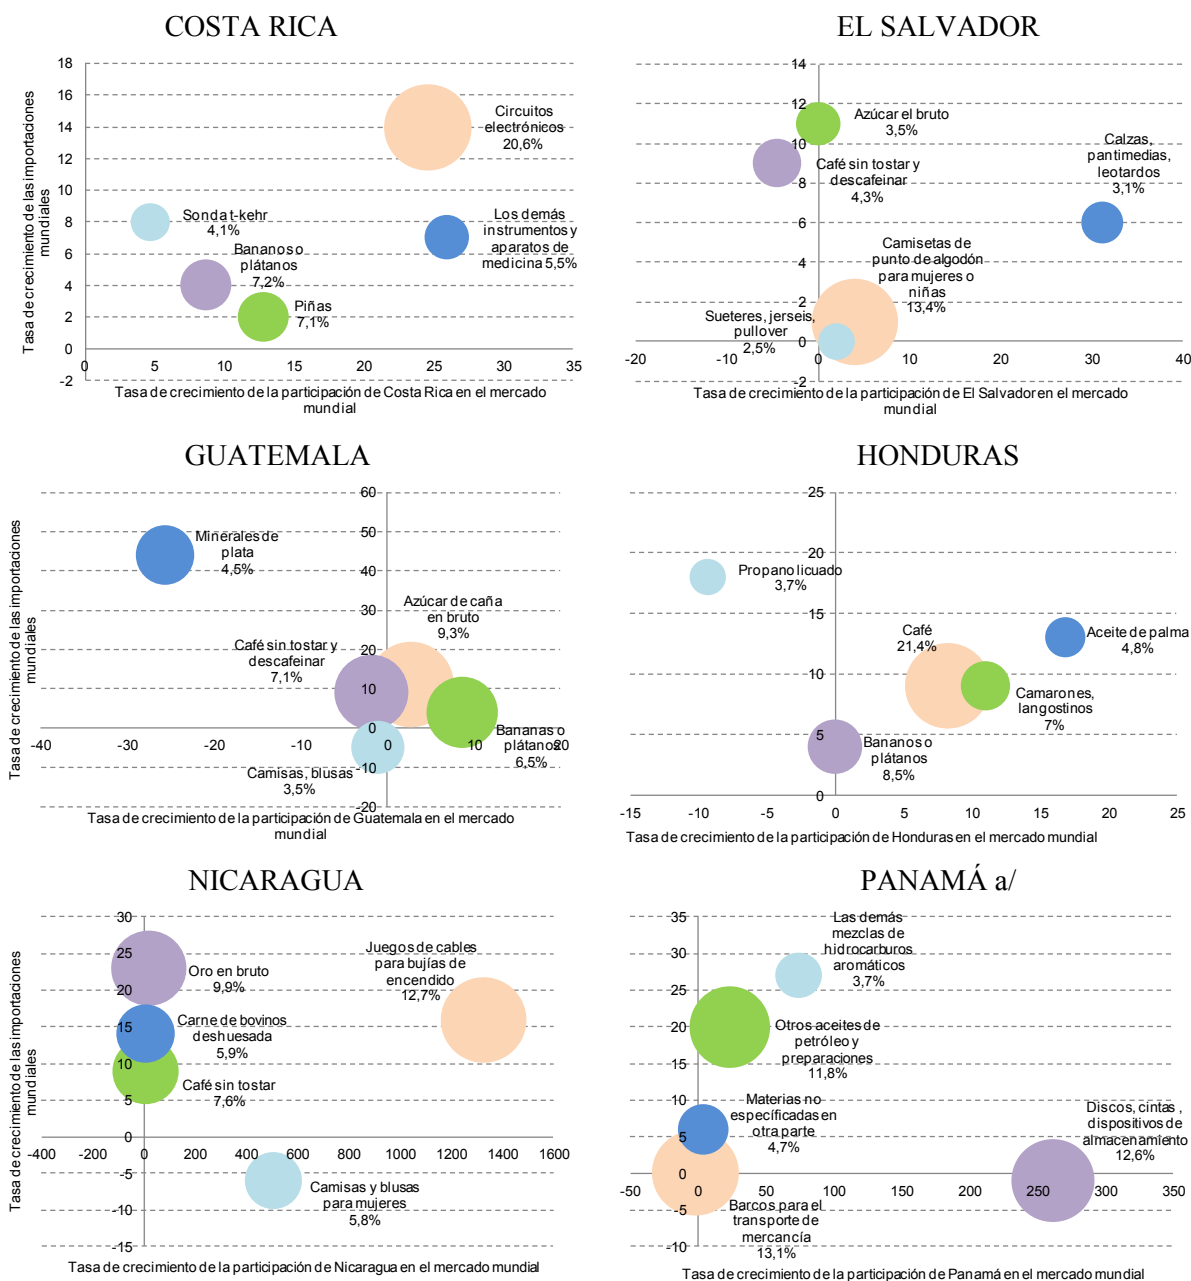 COSTA RICA
Tasa de crecimiento de las importaciones
mundiales
18
16
14
12
10
8
6
4
2
0
-2
0
5
10
15
20
25
30
35
Circuitos
electrónicos
20,6%
Sonda t-kehr
4,1%
Los demás
instrumentos y
aparatos de
medicina 5,5%
Bananos o
plátanos
7,2%
Piñas
7,1%
Tasa de crecimiento de la participación de Costa Rica en el mercado
mundial
EL SALVADOR
14
12
10
8
6
4
2
0
-2
-20
-10
0
10
20
30
40
Azúcar el bruto
3,5%
Café sin tostar y
descafeinar
4,3%
Calzas,
pantimedias,
leotardos
3,1%
Camisetas de
punto de algodón
para mujeres o
niñas
13,4%
Sueteres, jerseis,
pullover
2,5%
Tasa de crecimiento de la participación de El Salvador en el mercado
mundial
GUATEMALA
Tasa de crecimiento de las importaciones
mundiales
60
50
40
30
20
10
0
-10
-20
-40
-30
-20
-10
0
10
20
Minerales de
plata
4,5%
Azúcar de caña
en bruto
9,3%
Café sin tostar y
descafeinar
7,1%
Bananas o
plátanos
6,5%
Camisas, blusas
3,5%
Tasa de crecimiento de la participación de Guatemala en el mercado
mundial
HONDURAS
25
20
15
10
5
0
-15
-10
-5
0
5
10
15
20
25
Propano licuado
3,7%
Café
21,4%
Aceite de palma
4,8%
Camarones,
langostinos
7%
Bananos o
plátanos
8,5%
Tasa de crecimiento de la participación de Honduras en el mercado mundial
NICARAGUA
Tasa de crecimiento de las importaciones
mundiales
30
25
20
15
10
5
0
-5
-10
-15
-400
-200
0
200
400
600
800
1000
1200
1400
1600
Juegos de cables
para bujías de
encendido
12,7%
Oro en bruto
9,9%
Carne de bovinos
deshuesada
5,9%
Café sin tostar
7,6%
Camisas y blusas
para mujeres
5,8%
Tasa de crecimiento de la participación de Nicaragua en el mercado mundial
PANAMÁ a/
35
30
25
20
15
10
5
0
-5
-10
-50
0
50
100
150
200
250
300
350
Las demás
mezclas de
hidrocarburos
aromáticos
3,7%
Otros aceites de
petróleo y
preparaciones
11,8%
Materias no
específicadas en
otra parte
4,7%
Discos, cintas ,
dispositivos de
almacenamiento
12,6%
Barcos para el
transporte de
mercancía
13,1%
Tasa de crecimiento de la participación de Panamá en el mercado mundial